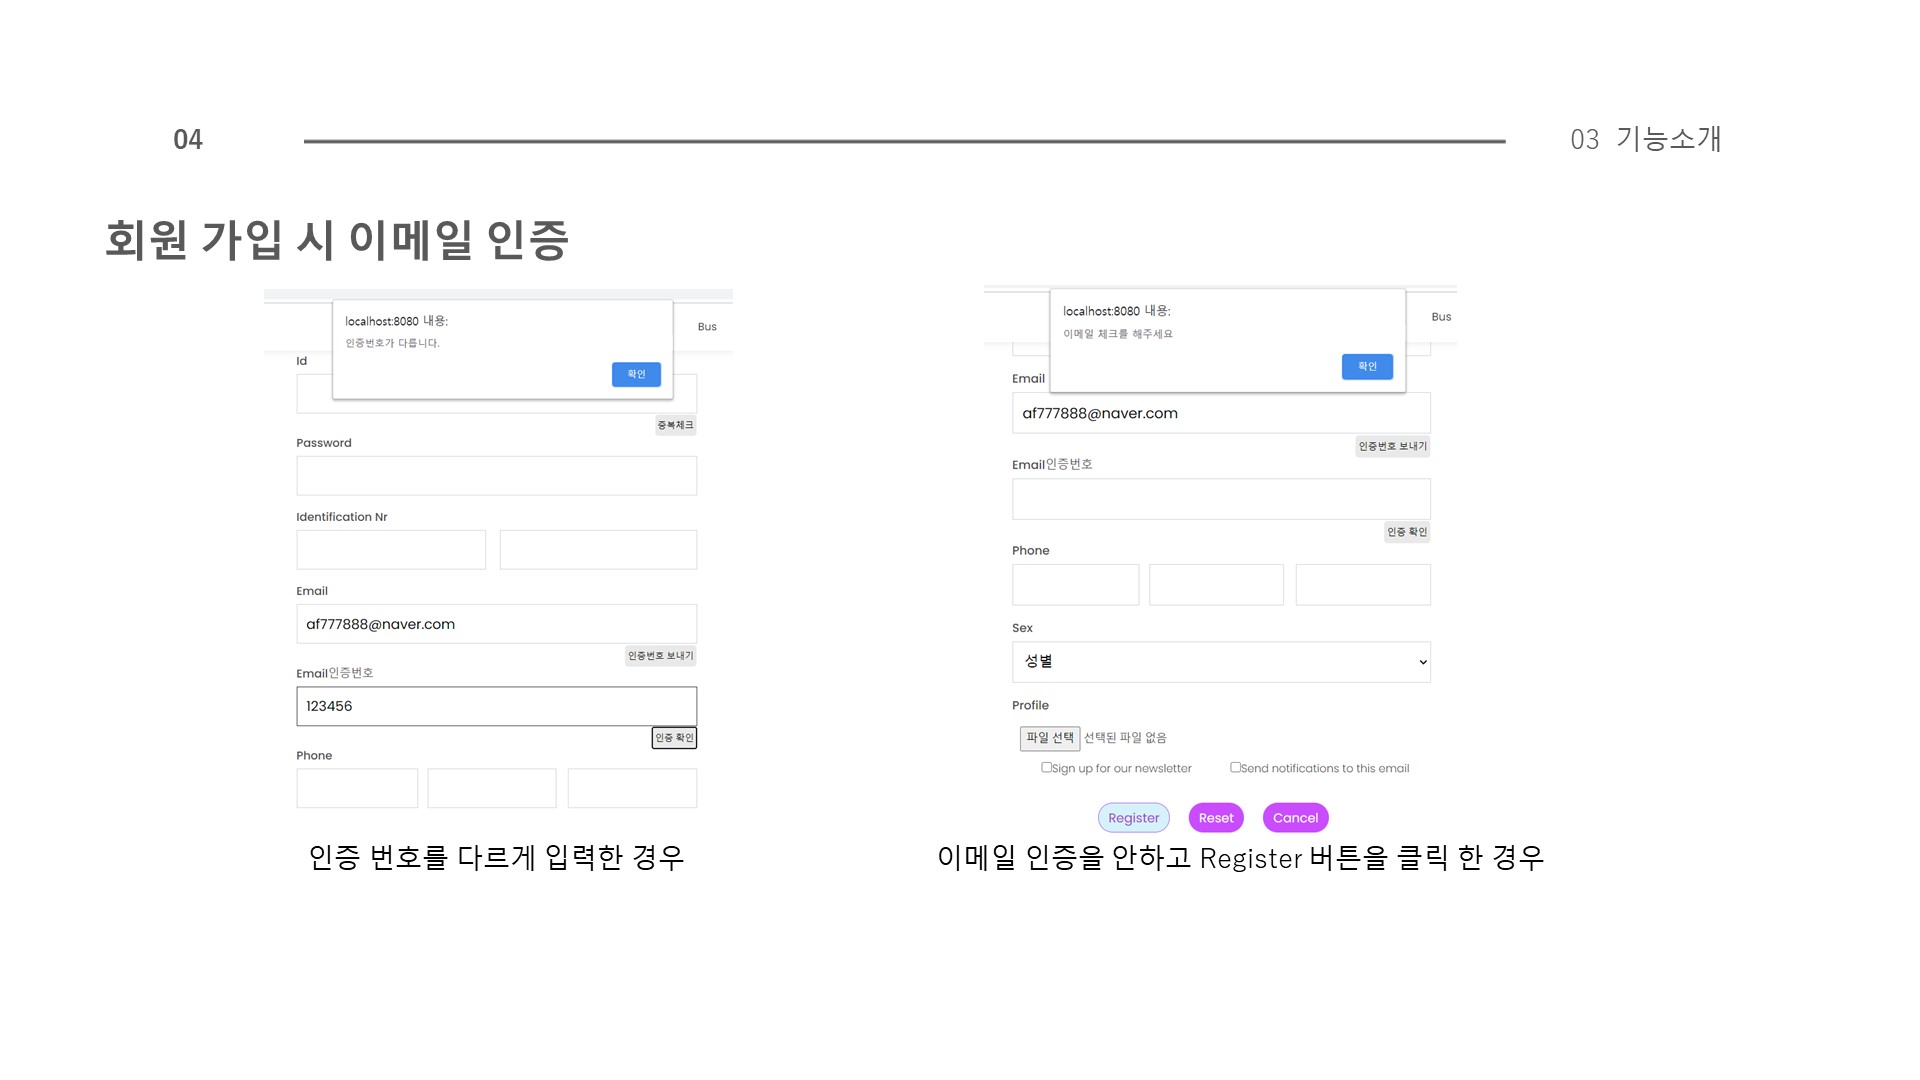 04
03 기능소개
회원 가입 시 이메일 인증
localhost:8080 내용:
인증번호가 다릅니다.
확인
Bus
Id
중복체크
Password
Identification Nr
Email
af777888@naver.com
인증번호 보내기
Email인증번호
123456
인증 확인
Phone
인증 번호를 다르게 입력한 경우
localhost:8080 내용:
이메일 체크를 해주세요
확인
Bus
Email
af777888@naver.com
인증번호 보내기
Email인증번호
인증 확인
Phone
Sex
성별
Profile
파일 선택 선택된 파일 없음
Sign up for our newsletter Send notifications to this email
Register Reset Cancel
이메일 인증을 안하고 Register 버튼을 클릭 한 경우